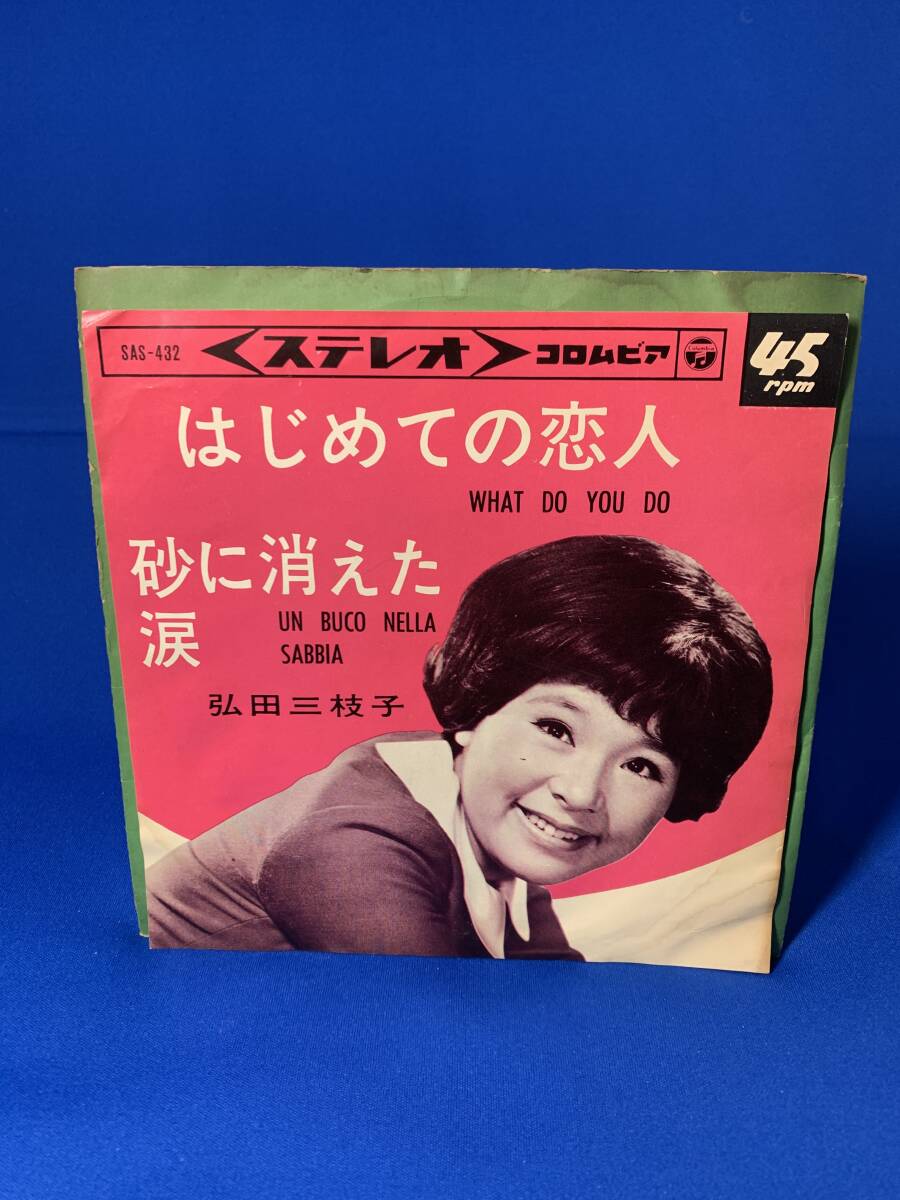 SAS-432
<ステレオ>
コロムビア
Columbia
45
rpm
はじめての恋人
WHAT DO YOU DO
砂に消えた
涙
UN BUCO NELLA
SABBIA
弘田三枝子